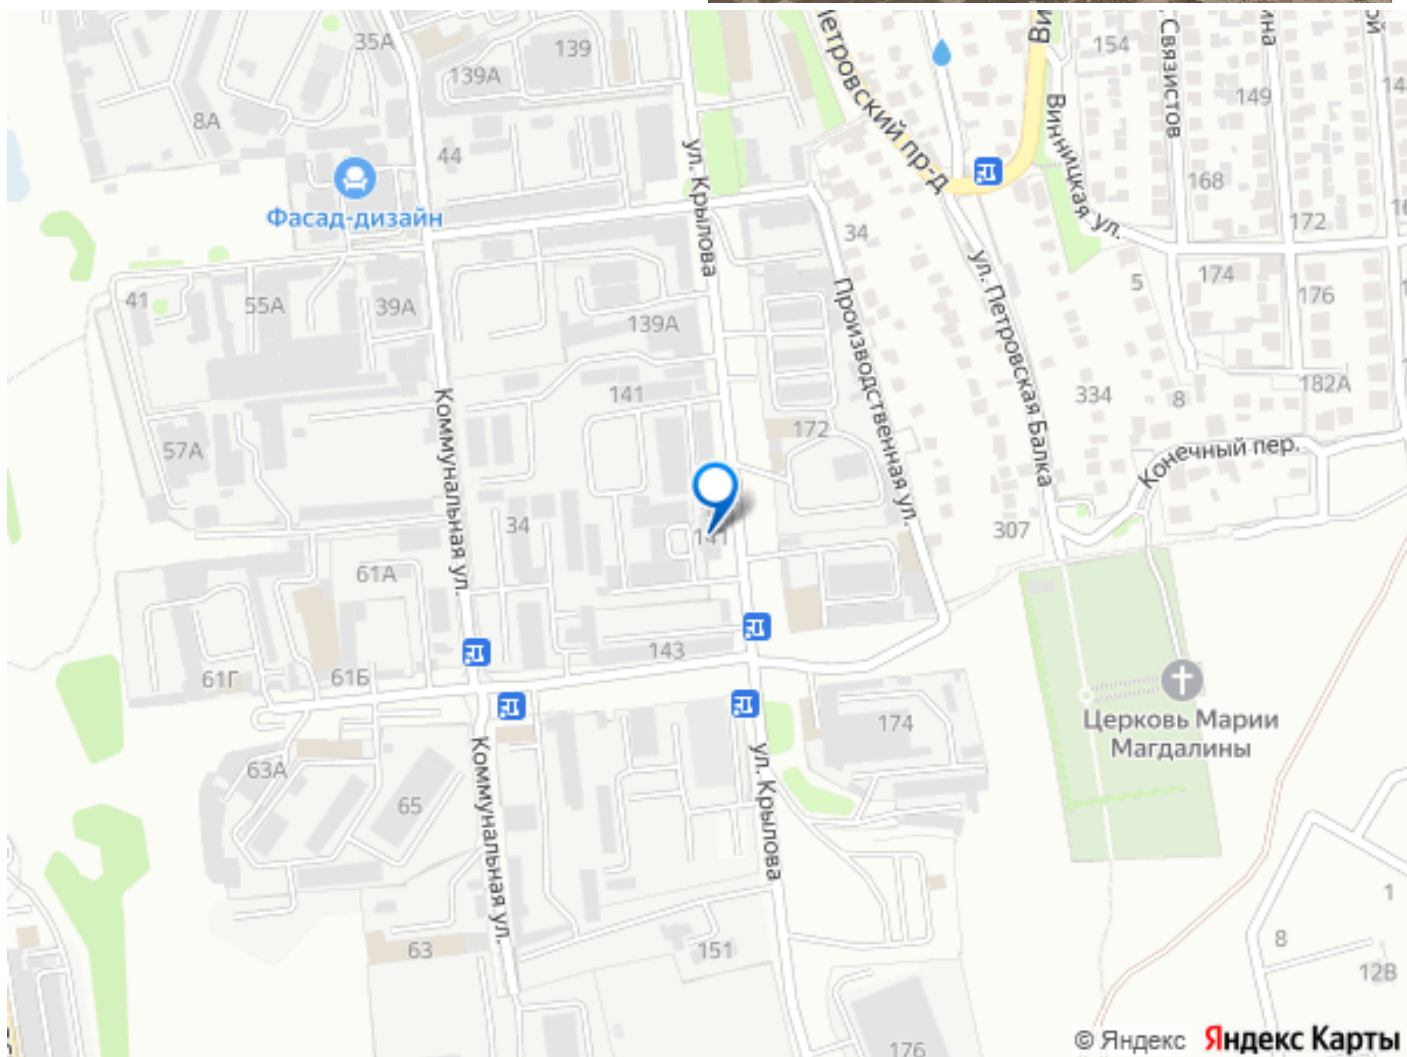 35А
139
139А
8А
44
Фасад-дизайн
ул. Крылова
Петровский пр-д
154
ул. Связистов
149
Винницкая ул.
168
172
174
176
5
34
41
55А
39А
139А
Производственная ул.
ул. Петровская Балка
182А
334
8
141
Коммунальная ул.
172
57А
Конечный пер.
34
141
307
61А
143
61Г
61Б
Церковь Марии
Магдалины
174
63А
65
Коммунальная ул.
ул. Крылова
63
151
176
1
8
12В
© Яндекс Яндекс Карты